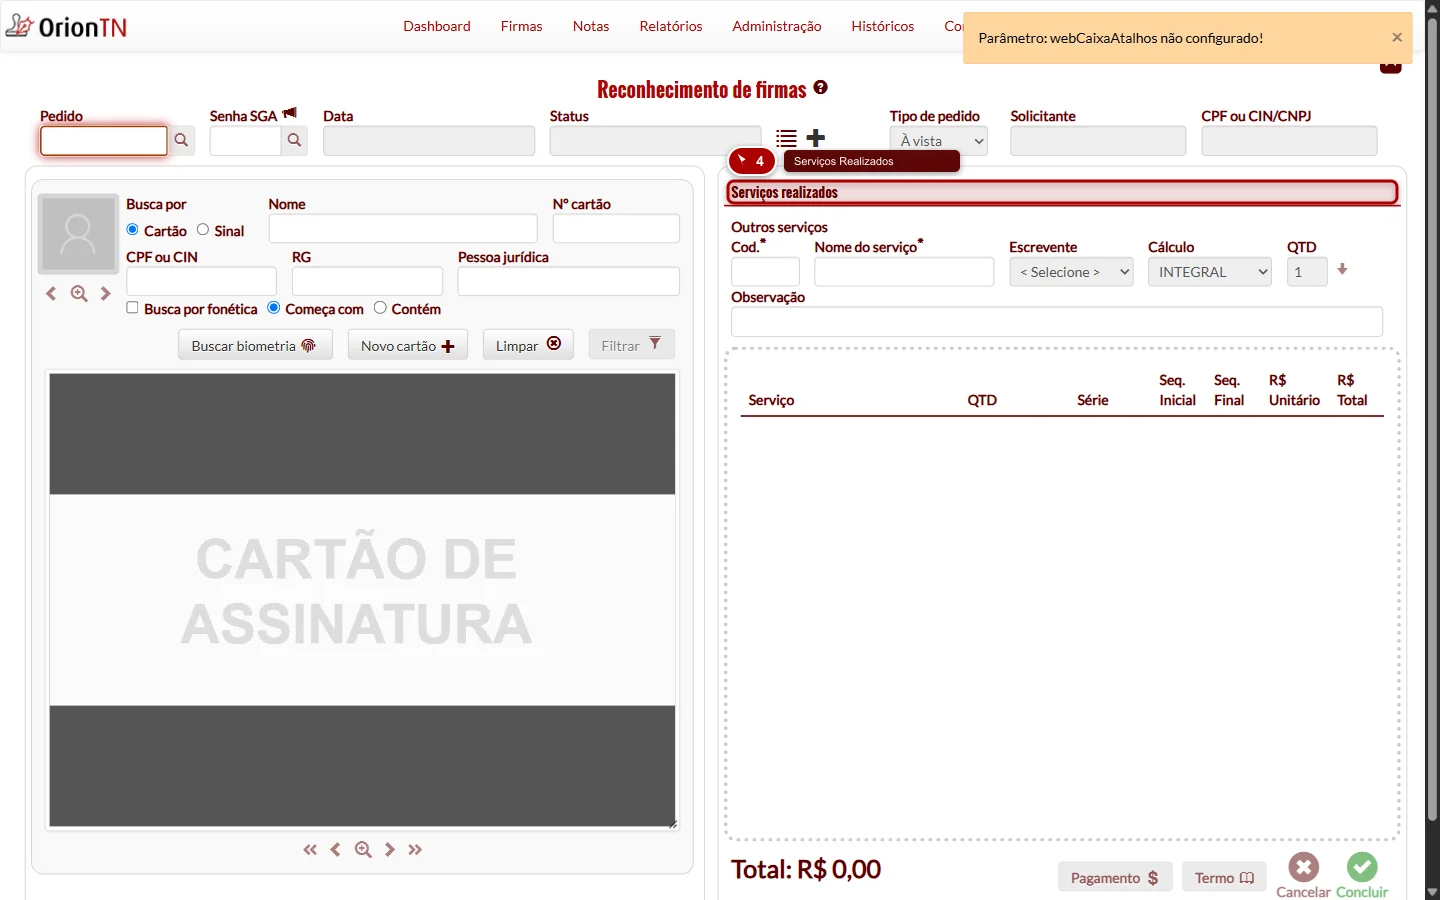 OrionTN
Dashboard Firmas Notas Relatórios Administração Históricos Co
Parâmetro: webCaixaAtalhos não configurado! ×
Reconhecimento de firmas
Pedido Senha SGA Data Status Tipo de pedido Solicitante CPF ou CIN/CNPJ
À vista
4 Serviços Realizados
Busca por Nome Nº cartão
Cartão Sinal
CPF ou CIN RG Pessoa jurídica
Busca por fonética Começa com Contém
Buscar biometria Novo cartão Limpar Filtrar
CARTÃO DE
ASSINATURA
Serviços realizados
Outros serviços
Cod.* Nome do serviço* Escrevente Cálculo QTD
< Selecione > INTEGRAL 1
Observação
Serviço QTD Série Seq. Inicial Seq. Final R$ Unitário R$ Total
Total: R$ 0,00
Pagamento $ Termo Cancelar Concluir